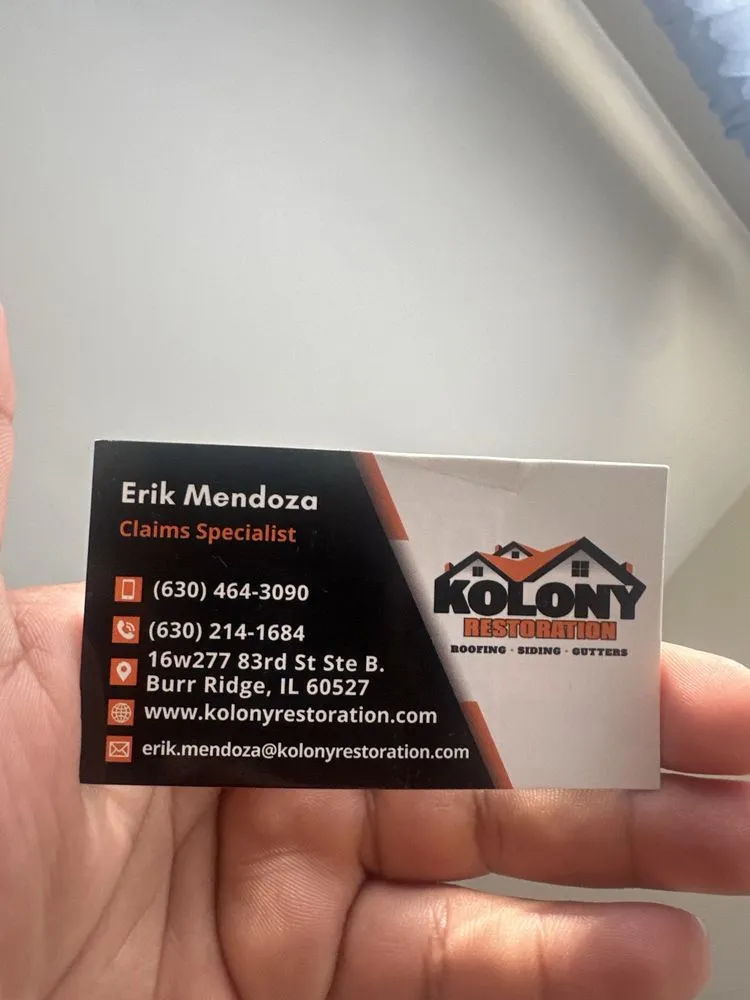 Erik Mendoza
Claims Specialist
(630) 464-3090
(630) 214-1684
16w277 83rd St Ste B.
Burr Ridge, IL 60527
www.kolonyrestoration.com
erik.mendoza@kolonyrestoration.com
KOLONY
RESTORATION
ROOFING · SIDING · GUTTERS